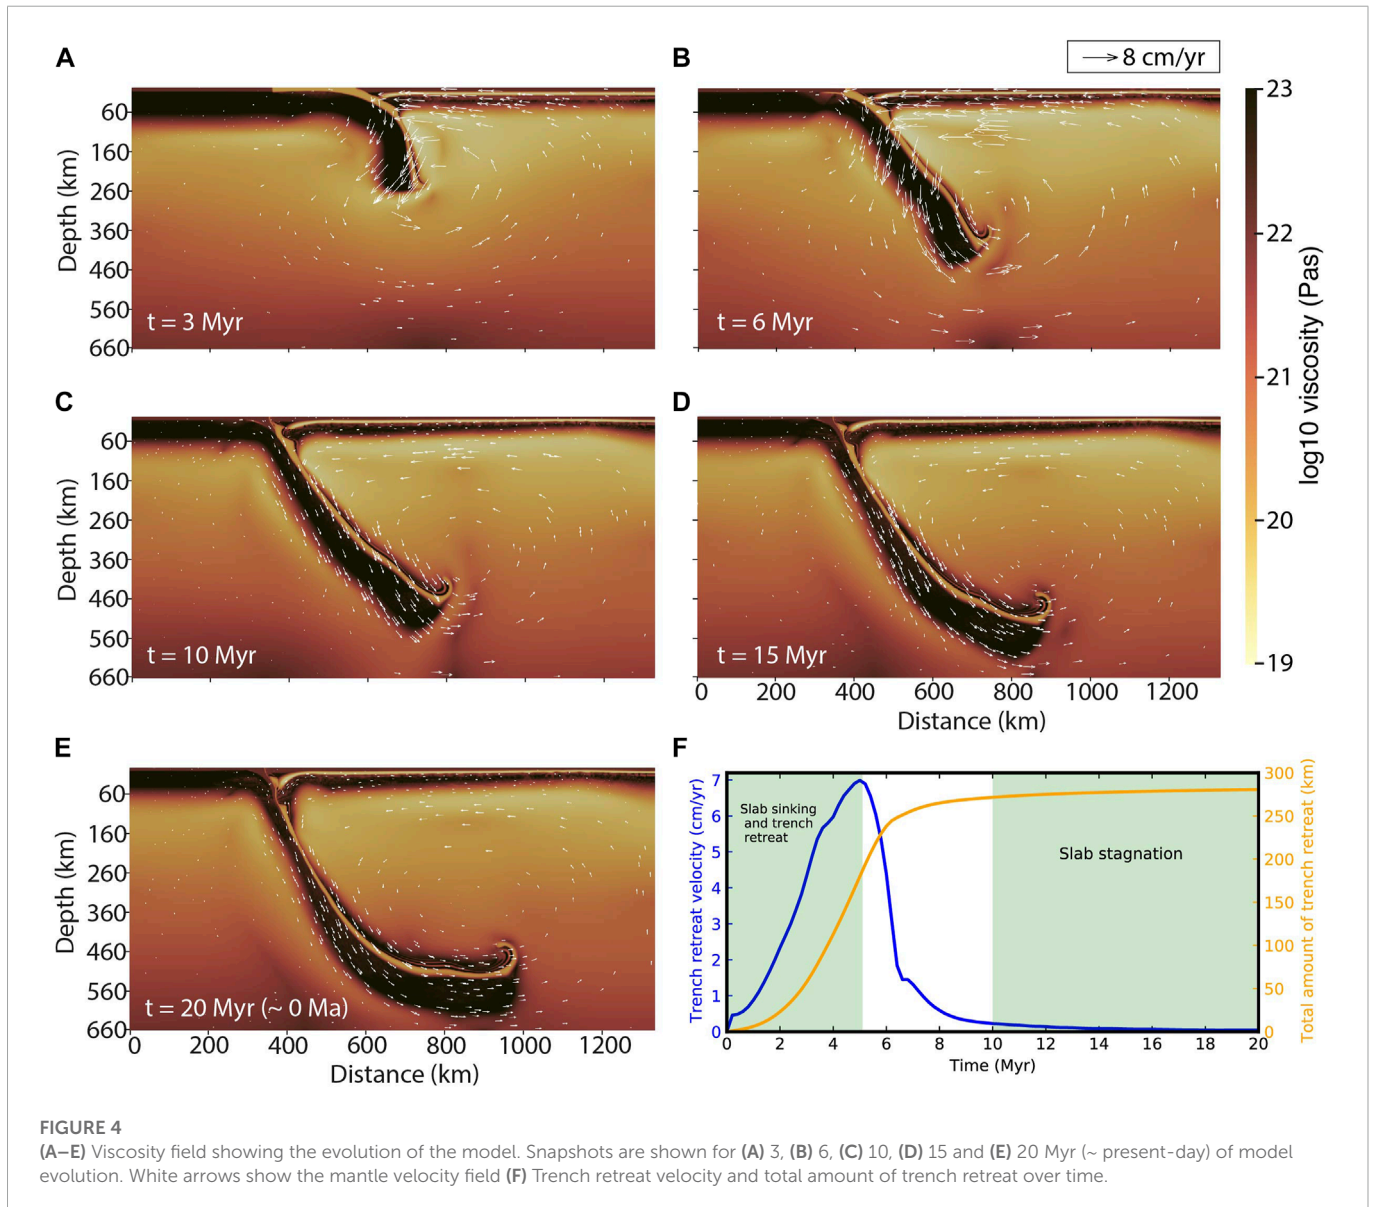 A
B
8 cm/yr
Depth (km)
60
160
260
360
460
560
660
t = 3 Myr
t = 6 Myr
23
22
21
20
19
log10 viscosity (Pas)
C
D
Depth (km)
60
160
260
360
460
560
660
t = 10 Myr
t = 15 Myr
0 200 400 600 800 1000 1200
Distance (km)
E
Depth (km)
60
160
260
360
460
560
660
t = 20 Myr (~ 0 Ma)
0 200 400 600 800 1000 1200
Distance (km)
F
Trench retreat velocity (cm/yr)
7
6
5
4
3
2
1
0
Slab sinking
and trench
retreat
Slab stagnation
300
250
200
150
100
50
0
Total amount of trench retreat (km)
0 2 4 6 8 10 12 14 16 18 20
Time (Myr)
FIGURE 4
(A–E) Viscosity field showing the evolution of the model. Snapshots are shown for (A) 3, (B) 6, (C) 10, (D) 15 and (E) 20 Myr (~ present-day) of model
evolution. White arrows show the mantle velocity field (F) Trench retreat velocity and total amount of trench retreat over time.